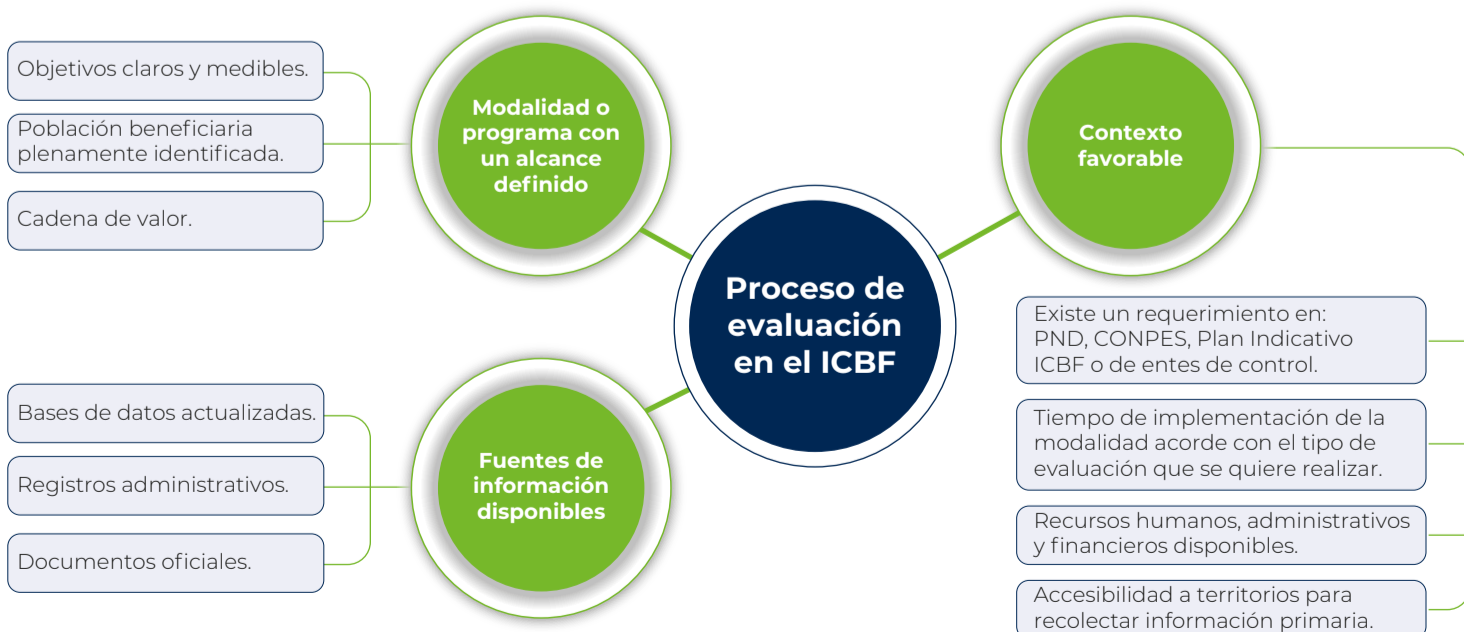 Objetivos claros y medibles.
Población beneficiaria
plenamente identificada.
Cadena de valor.
Modalidad o
programa con
un alcance
definido
Bases de datos actualizadas.
Registros administrativos.
Documentos oficiales.
Fuentes de
información
disponibles
Proceso de
evaluación
en el ICBF
Contexto
favorable
Existe un requerimiento en:
PND, CONPES, Plan Indicativo
ICBF o de entes de control.
Tiempo de implementación de la
modalidad acorde con el tipo de
evaluación que se quiere realizar.
Recursos humanos, administrativos
y financieros disponibles.
Accesibilidad a territorios para
recolectar información primaria.